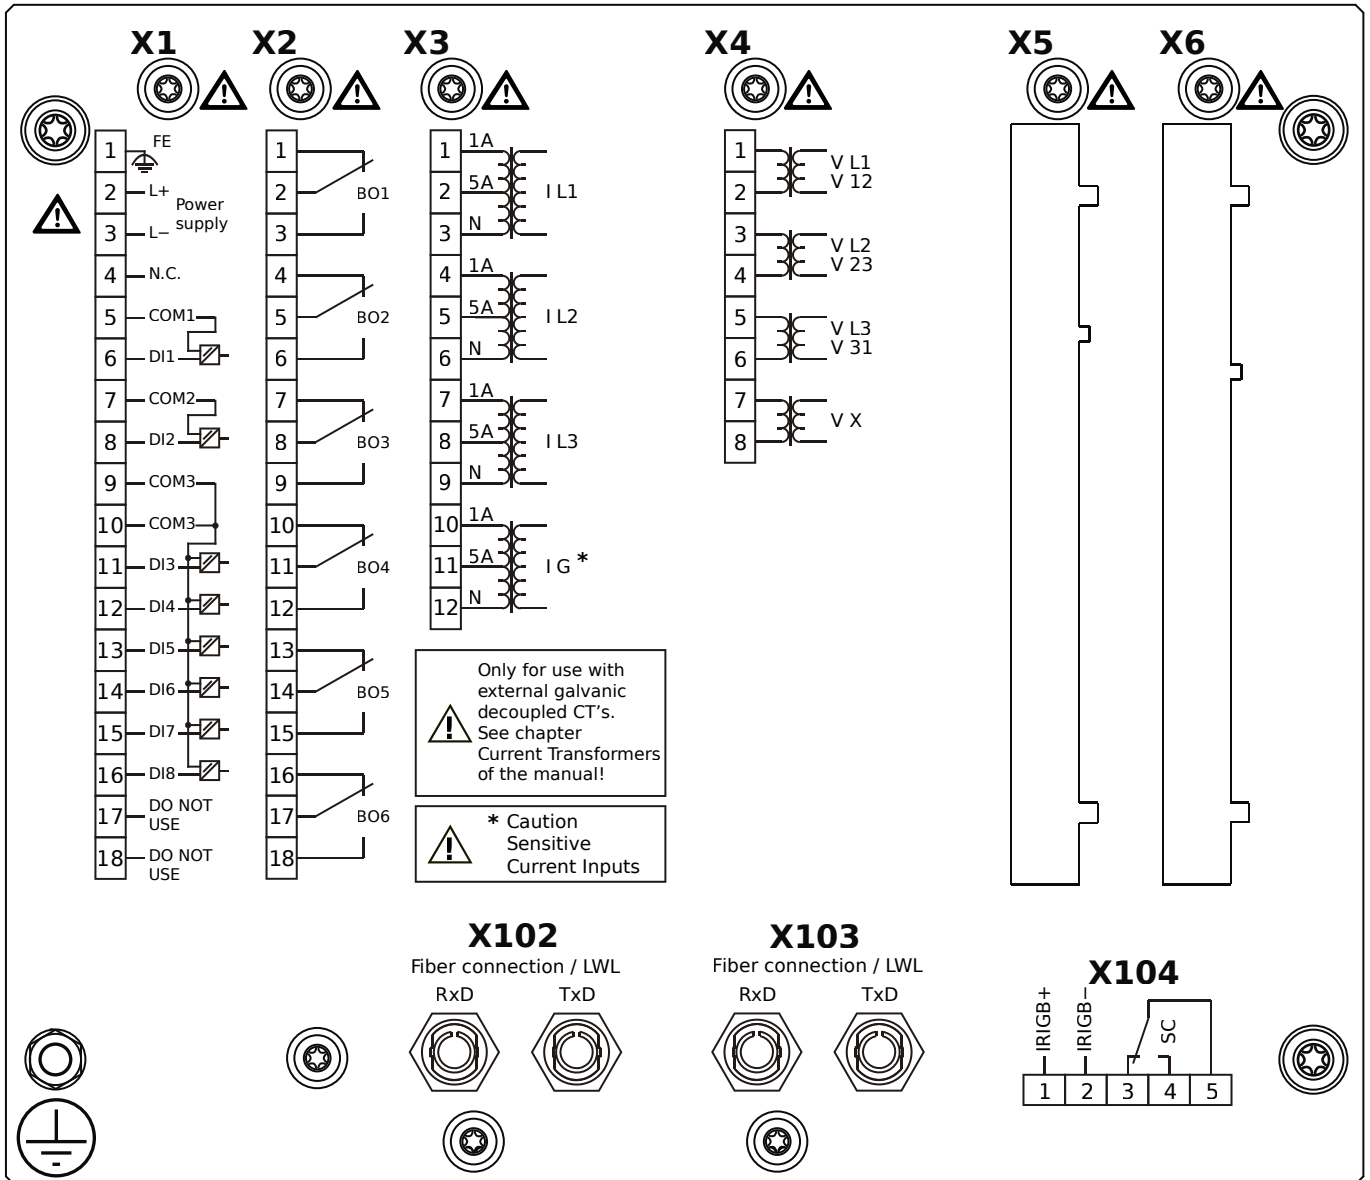 X1 X2 X3 X4 X5 X6
1 FE
2 L+
Power
supply
3 L−
4 N.C.
5 COM1
6 DI1
7 COM2
8 DI2
9 COM3
10 COM3
11 DI3
12 DI4
13 DI5
14 DI6
15 DI7
16 DI8
17 DO NOT
USE
18 DO NOT
USE
1
2 BO1
3
4
5 BO2
6
7
8 BO3
9
10
11 BO4
12
13
14 BO5
15
16
17 BO6
18
1 1A
2 5A I L1
3 N
4 1A
5 5A I L2
6 N
7 1A
8 5A I L3
9 N
10 1A
11 5A I G *
12 N
Only for use with
external galvanic
decoupled CT's.
See chapter
Current Transformers
of the manual!
* Caution
Sensitive
Current Inputs
1 V L1
2 V 12
3 V L2
4 V 23
5 V L3
6 V 31
7 V X
8
X102
Fiber connection / LWL
RxD TxD
X103
Fiber connection / LWL
RxD TxD
X104
IRIGB+ IRIGB− SC
1 2 3 4 5